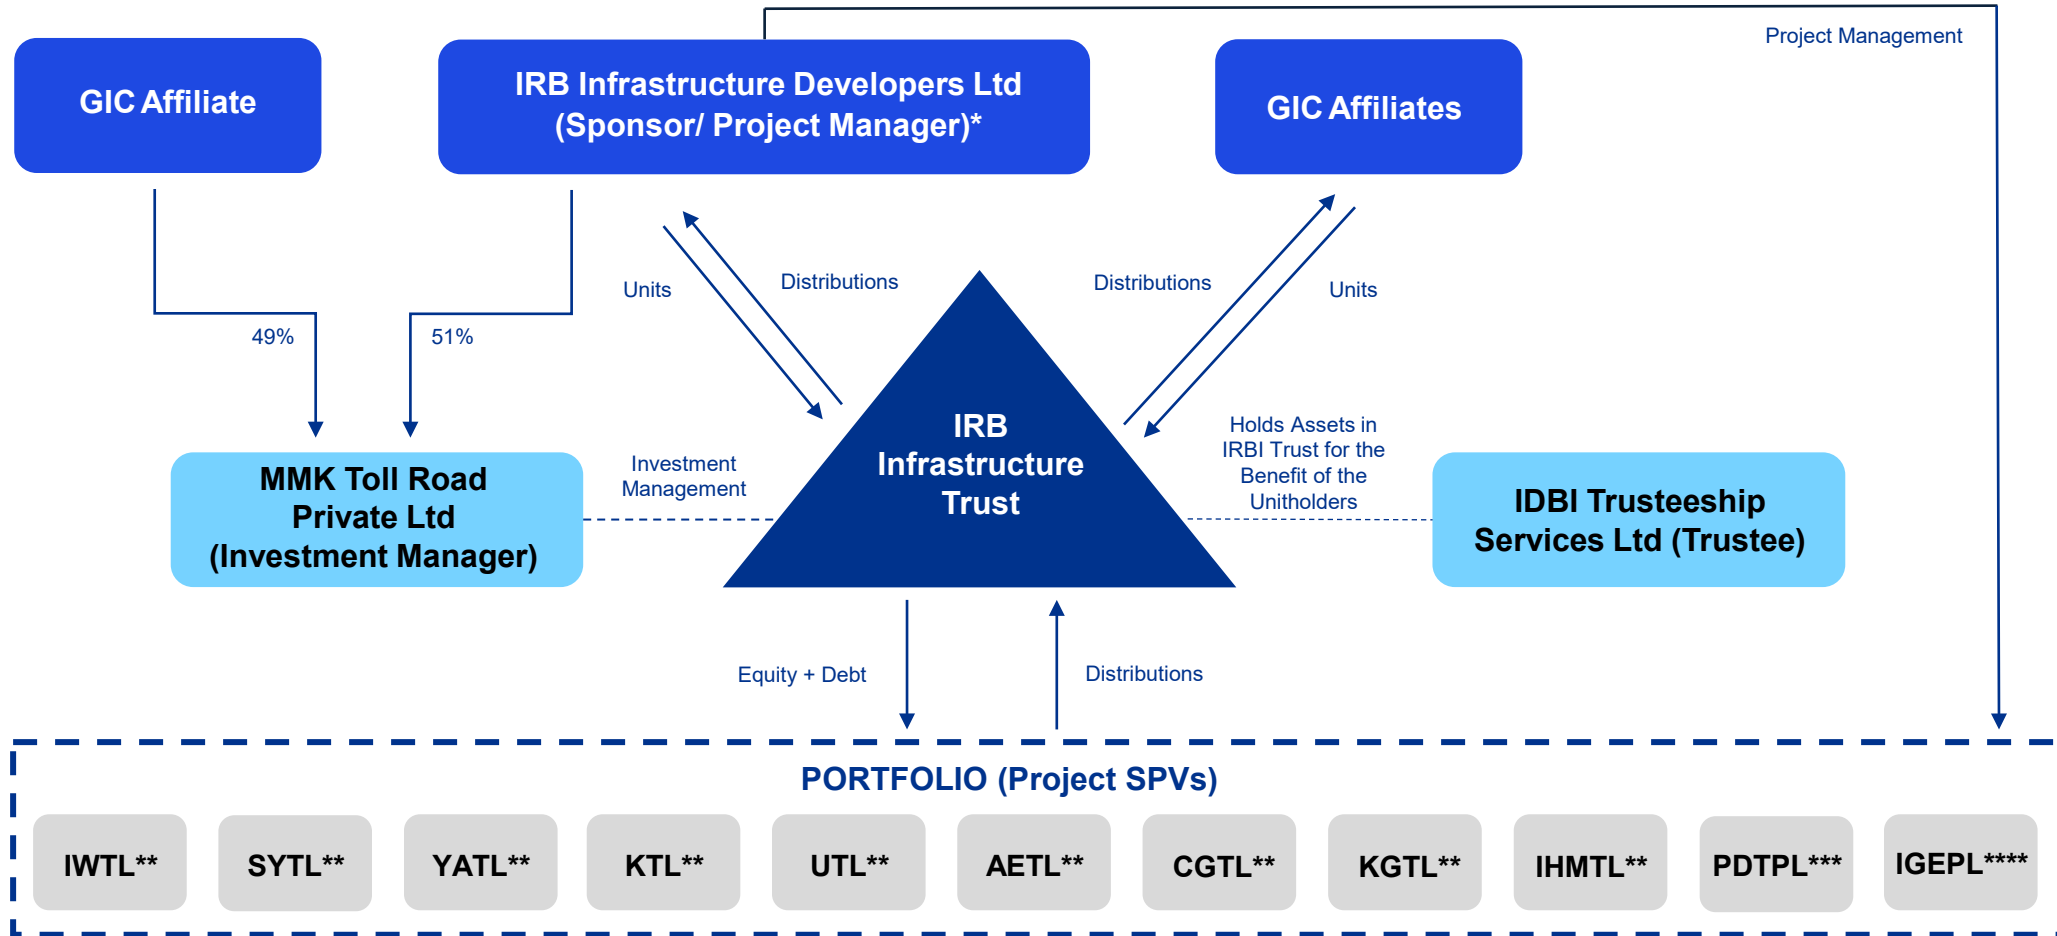 Project Management
GIC Affiliate
IRB Infrastructure Developers Ltd
(Sponsor/ Project Manager)*
GIC Affiliates
Units
Distributions
Distributions
Units
49%
51%
IRB
Infrastructure
Trust
MMK Toll Road
Private Ltd
(Investment Manager)
Investment
Management
Holds Assets in
IRBI Trust for the
Benefit of the
Unitholders
IDBI Trusteeship
Services Ltd (Trustee)
Equity + Debt
Distributions
PORTFOLIO (Project SPVs)
IWTL**
SYTL**
YATL**
KTL**
UTL**
AETL**
CGTL**
KGTL**
IHMTL**
PDTPL***
IGEPL****